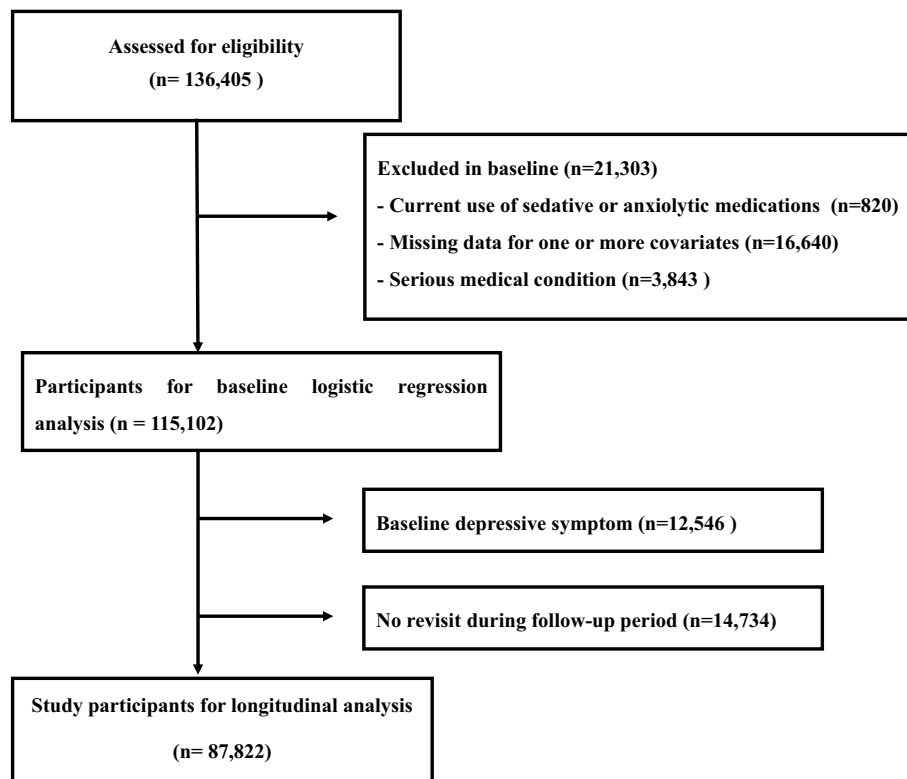 Assessed for eligibility
(n= 136,405 )
Excluded in baseline (n=21,303)
- Current use of sedative or anxiolytic medications (n=820)
- Missing data for one or more covariates (n=16,640)
- Serious medical condition (n=3,843 )
Participants for baseline logistic regression
analysis (n = 115,102)
Baseline depressive symptom (n=12,546 )
No revisit during follow-up period (n=14,734)
Study participants for longitudinal analysis
(n= 87,822)